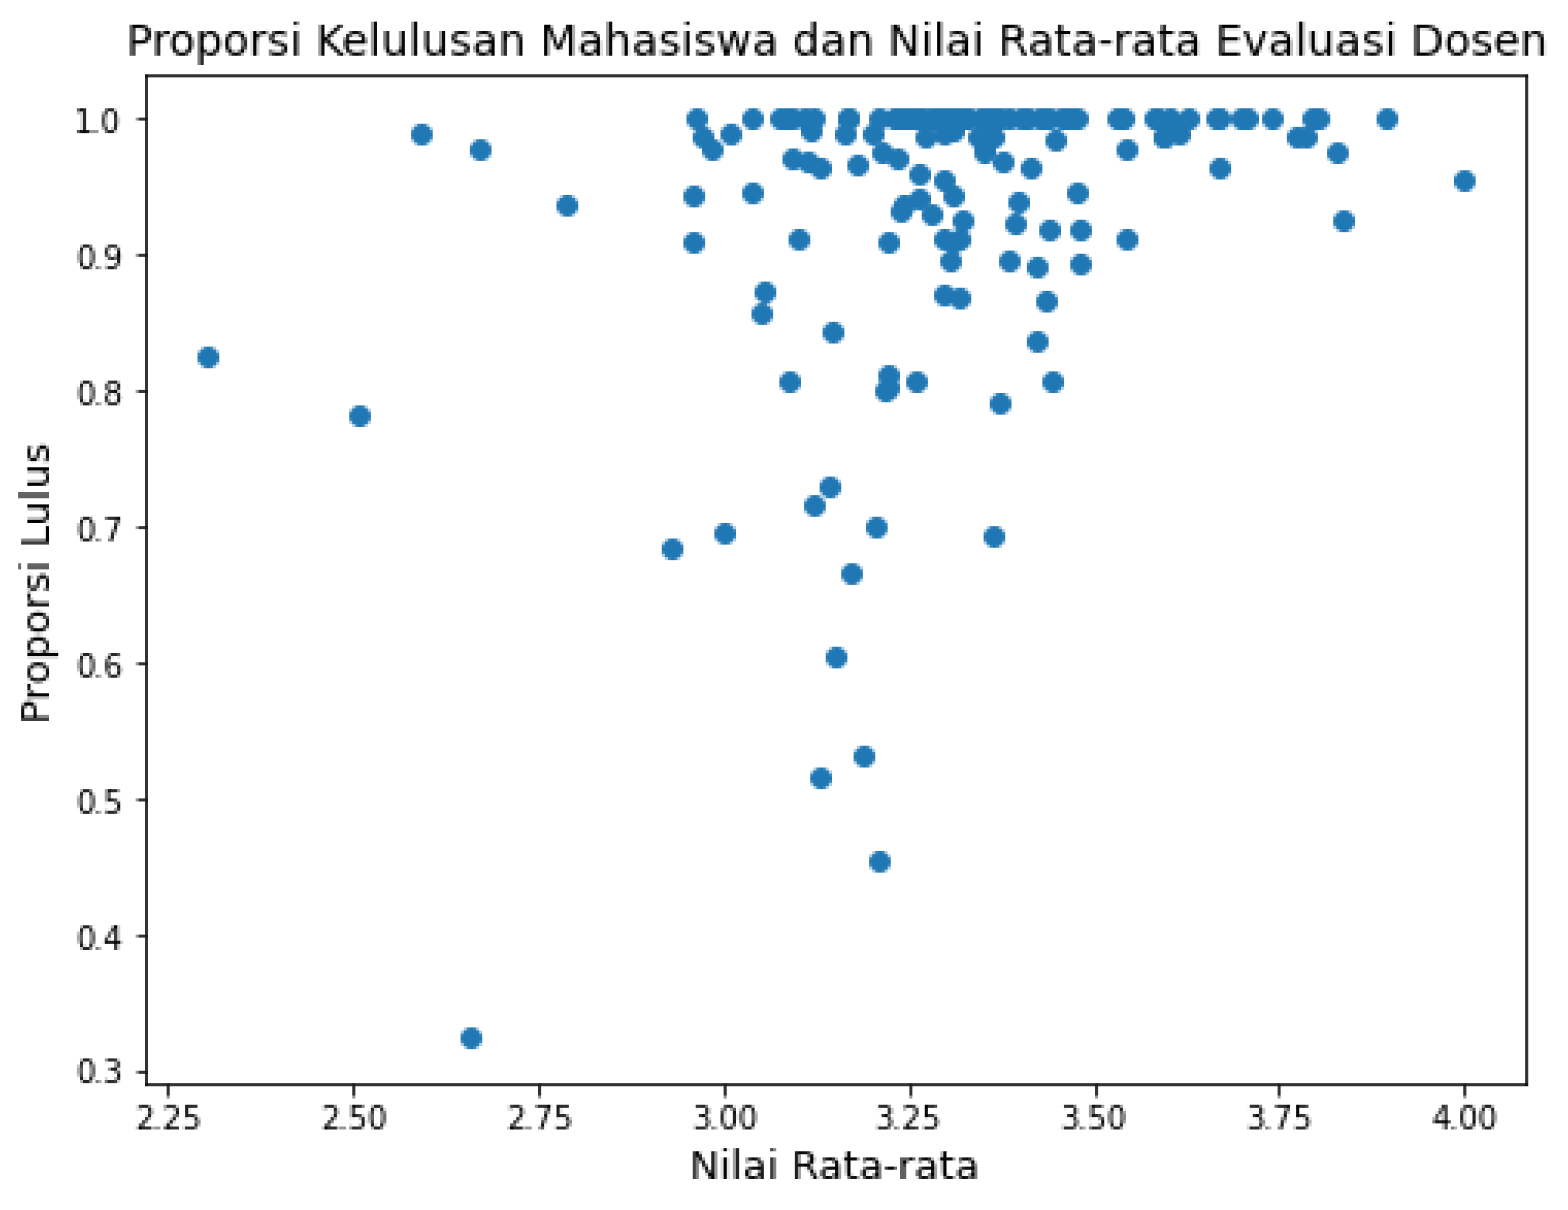 Proporsi Kelulusan Mahasiswa dan Nilai Rata-rata Evaluasi Dosen
Proporsi Lulus
1.0
0.9
0.8
0.7
0.6
0.5
0.4
0.3
2.25 2.50 2.75 3.00 3.25 3.50 3.75 4.00
Nilai Rata-rata